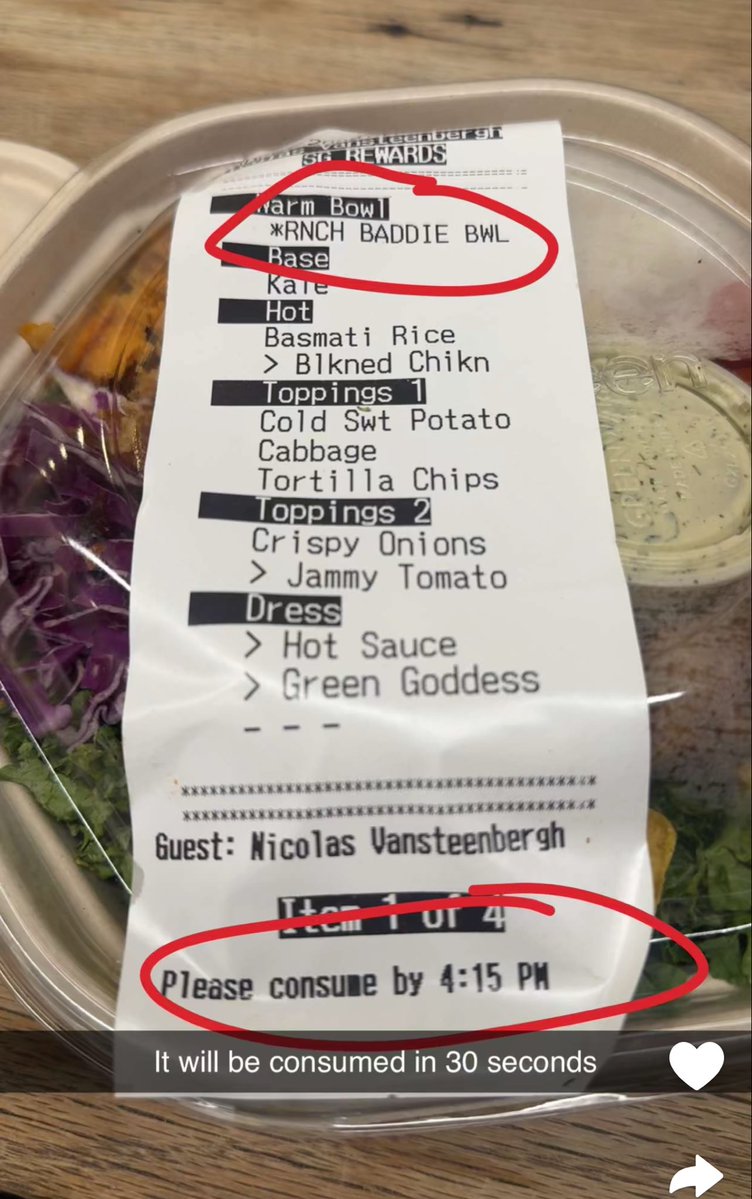 Vansteenbergh
SG REWARDS
Warm Bowl
*RNCH BADDIE BWL
Base
Kale
Hot
Basmati Rice
> Blkned Chikn
Toppings 1
Cold Swt Potato
Cabbage
Tortilla Chips
Toppings 2
Crispy Onions
> Jammy Tomato
Dress
> Hot Sauce
> Green Goddess
- - -
Guest: Nicolas Vansteenbergh
Item 1 of 4
Please consume by 4:15 PM
It will be consumed in 30 seconds